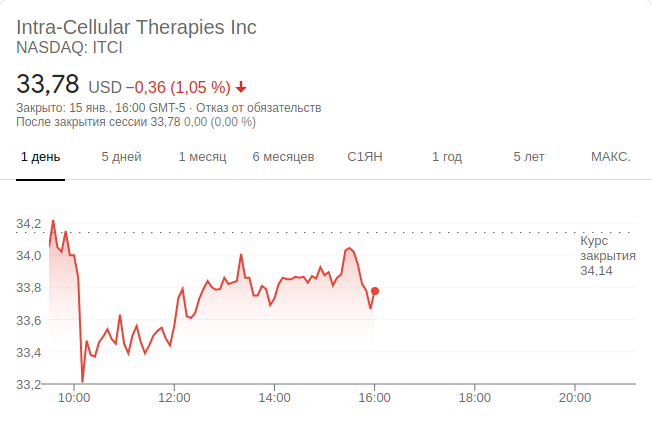 Intra-Cellular Therapies Inc
NASDAQ: ITCI
33,78 USD −0,36 (1,05 %)
Закрыто: 15 янв., 16:00 GMT-5 · Отказ от обязательств
После закрытия сессии 33,78 0,00 (0,00 %)
1 день 5 дней 1 месяц 6 месяцев С1ЯН 1 год 5 лет МАКС.
34,2
Курс
закрытия
34,14
34,0
33,8
33,6
33,4
33,2
10:00 12:00 14:00 16:00 18:00 20:00